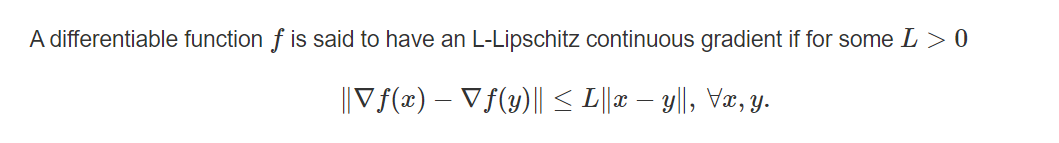 A differentiable function f is said to have an L-Lipschitz continuous gradient if for some L > 0
‖∇f(x) − ∇f(y)‖ ≤ L‖x − y‖, ∀x, y.